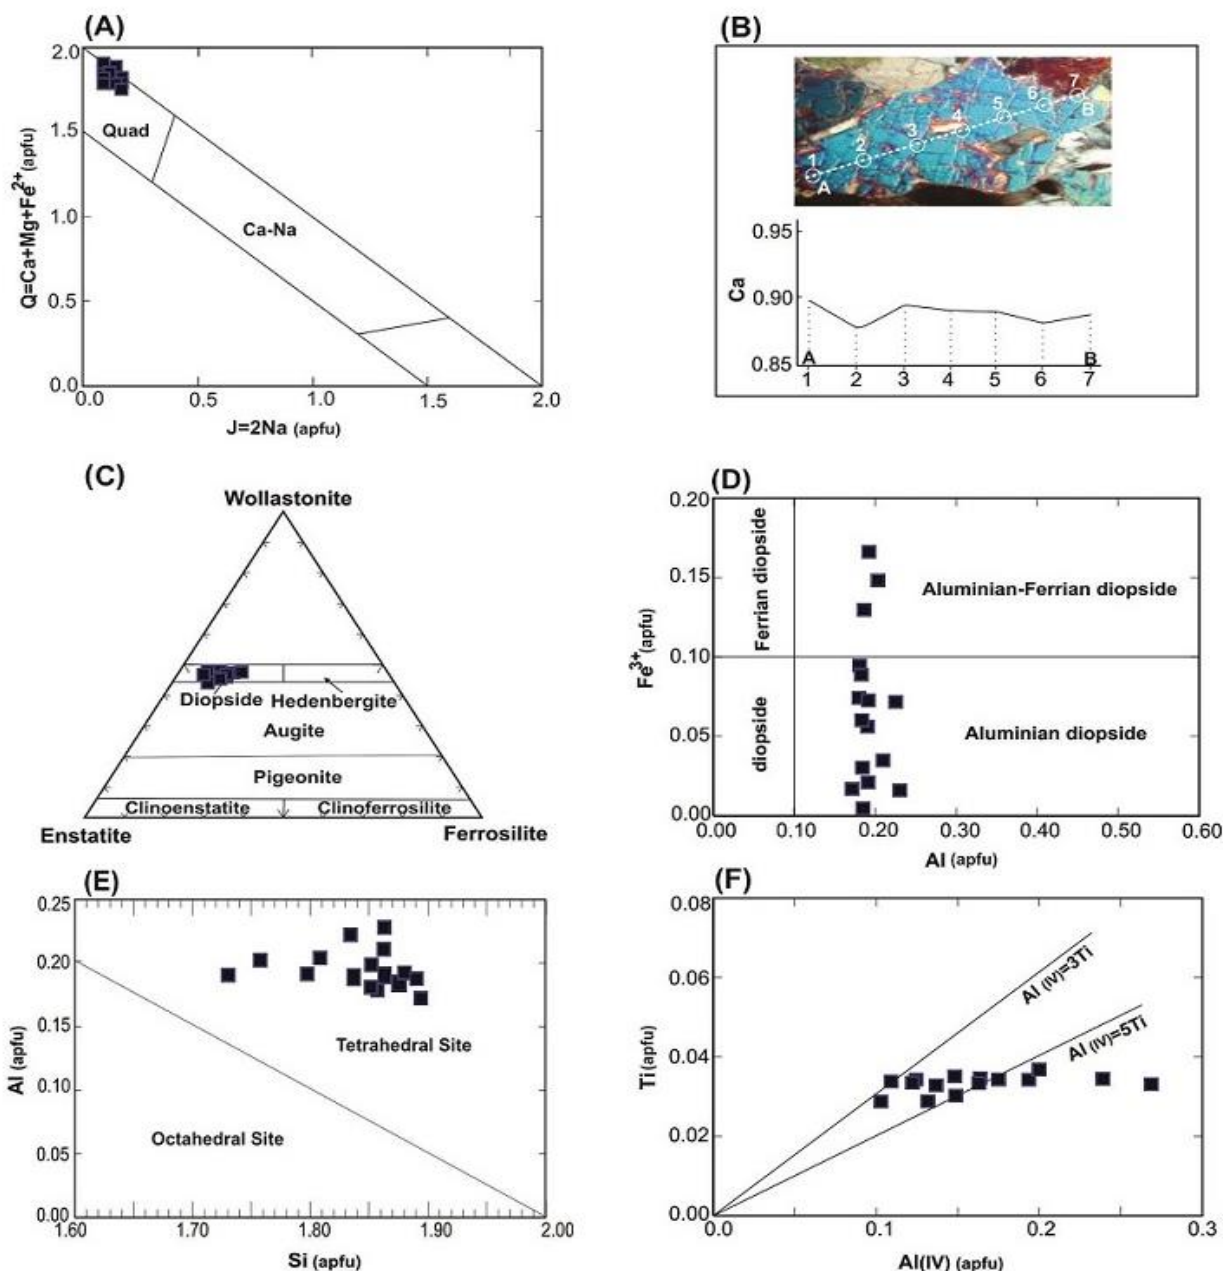 (A)
2.0
1.5
1.0
0.5
0.0
Q=Ca+Mg+Fe2+(apfu)
Quad
Ca-Na
0.0 0.5 1.0 1.5 2.0
J=2Na (apfu)
(B)
1 2 3 4 5 6 7
A B
0.95
0.90
0.85
Ca
A B
1 2 3 4 5 6 7
(C)
Wollastonite
Diopside Hedenbergite
Augite
Pigeonite
Clinoenstatite Clinoferrosilite
Enstatite Ferrosilite
(D)
0.20
0.15
0.10
0.05
0.00
Fe3+ (apfu)
Ferrian diopside
Aluminian-Ferrian diopside
diopside
Aluminian diopside
0.00 0.10 0.20 0.30 0.40 0.50 0.60
Al (apfu)
(E)
0.25
0.20
0.15
0.10
0.05
0.00
Al (apfu)
Tetrahedral Site
Octahedral Site
1.60 1.70 1.80 1.90 2.00
Si (apfu)
(F)
0.08
0.06
0.04
0.02
0.00
Ti (apfu)
Al (IV)=3Ti
Al (IV)=5Ti
0.0 0.1 0.2 0.3
Al(IV) (apfu)